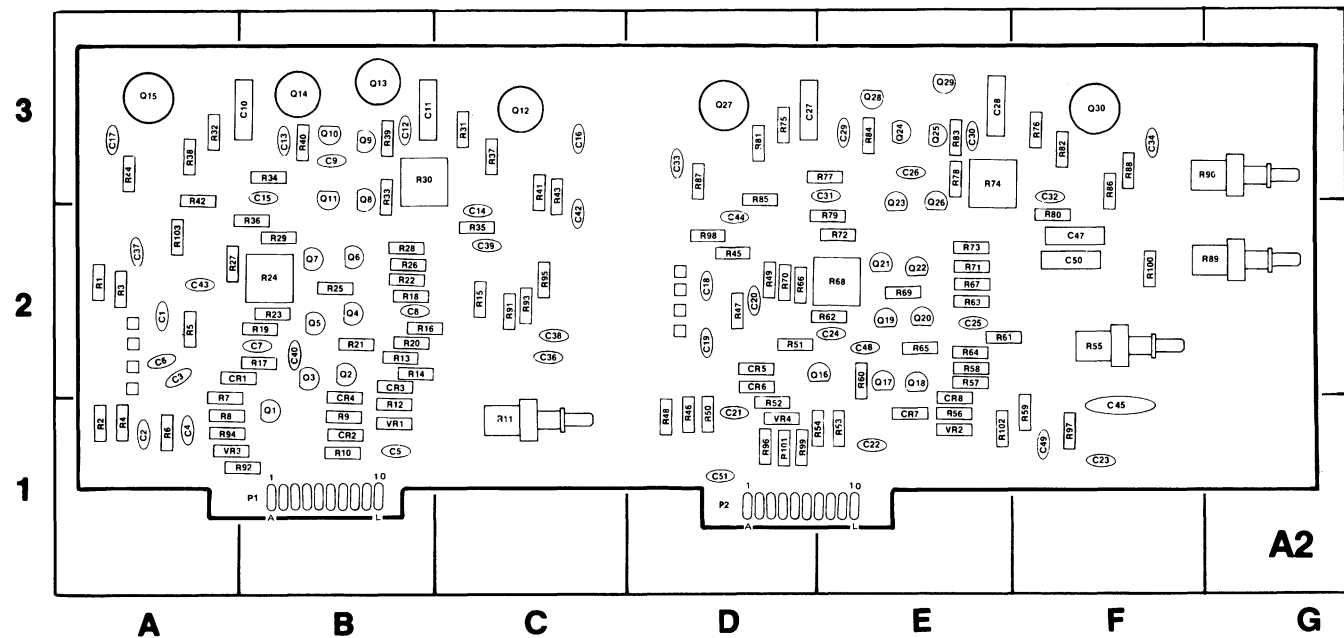 3
Q15
C10
Q14
Q13
C11
Q12
Q27
C27
Q28
Q29
C28
Q30
C17
R32
C13
R40
Q10
Q9
R39
C12
R31
C16
R75
R81
C29
R84
Q24
Q25
R83
C30
R76
R82
C34
R44
R38
C9
R37
C33
C26
R88
R34
R30
R87
R77
R78
R74
R90
R42
C15
Q11
Q8
R33
R41
R43
R85
C31
Q23
Q26
C32
R86
C14
C42
C44
R79
R80
R36
R35
R103
R29
R98
R72
C47
C37
R27
R28
C39
R45
R73
R24
Q7
Q6
R26
Q21
Q22
R71
C50
R100
R89
R1
R3
C43
R25
R22
R95
C18
R49
R70
R66
R68
R67
R18
R15
R69
R63
2
C1
R5
R23
Q5
Q4
C8
R91
R93
R47
C20
R62
Q19
Q20
C25
R19
R16
C38
C24
R61
C7
C40
R21
R20
C19
R51
C48
R65
R55
C6
R17
R13
C36
R64
C3
CR1
Q3
Q2
R14
CR5
Q16
R60
R58
CR3
CR6
Q17
Q18
R57
R7
CR4
R12
R52
CR8
C45
R2
R4
R8
Q1
R9
R11
R48
R46
R50
C21
VR4
CR7
R56
R59
C2
R6
C4
R94
CR2
VR1
R96
R101
R99
R54
R53
VR2
R102
C49
R97
VR3
R10
C5
C22
R92
C23
1
C51
P1
1
10
A
L
P2
1
10
A
L
A2
A
B
C
D
E
F
G